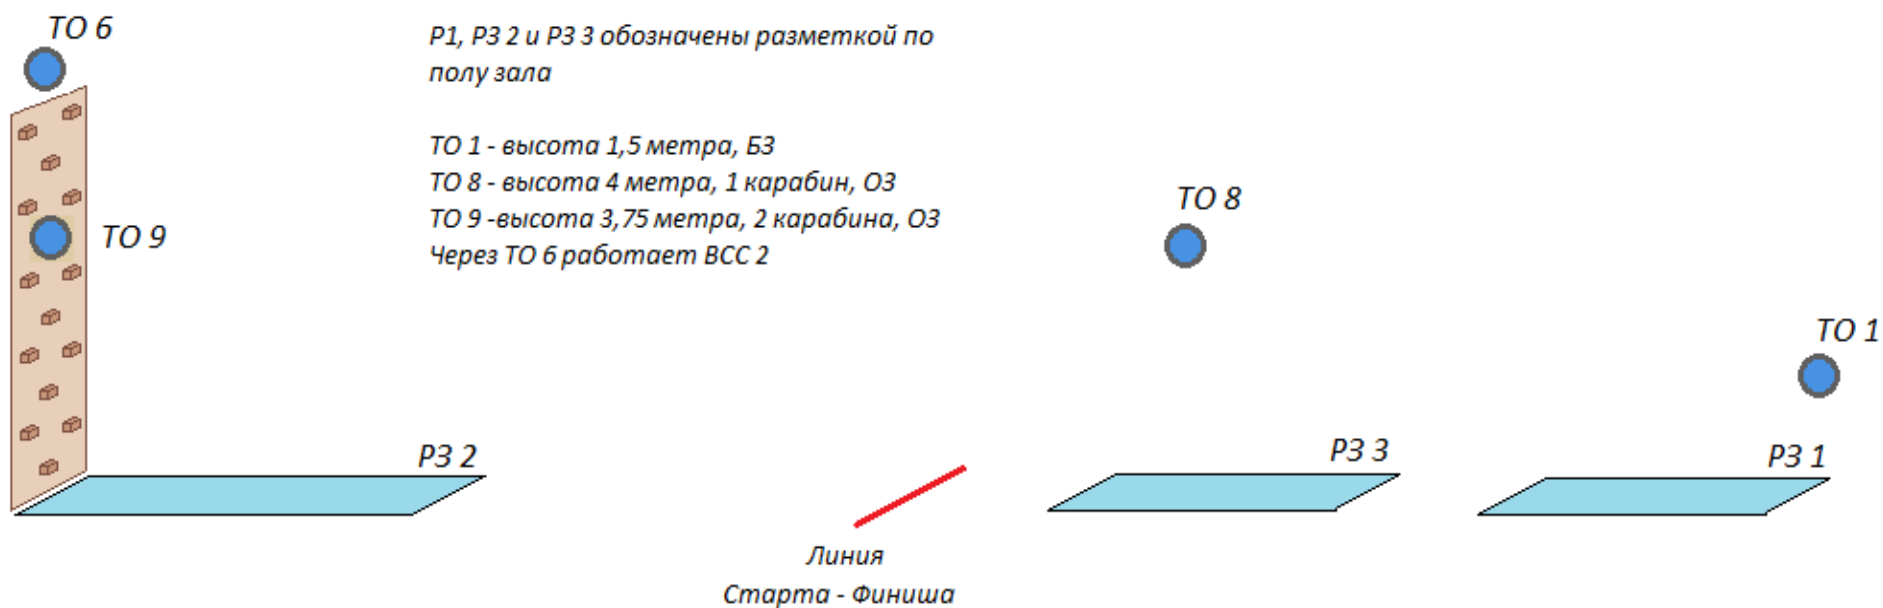 ТО 6
Р1, РЗ 2 и РЗ 3 обозначены разметкой по
полу зала
ТО 1 - высота 1,5 метра, БЗ
ТО 8 - высота 4 метра, 1 карабин, ОЗ
ТО 9 -высота 3,75 метра, 2 карабина, ОЗ
Через ТО 6 работает ВСС 2
ТО 9
ТО 8
ТО 1
РЗ 2
РЗ 3
РЗ 1
Линия
Старта - Финиша